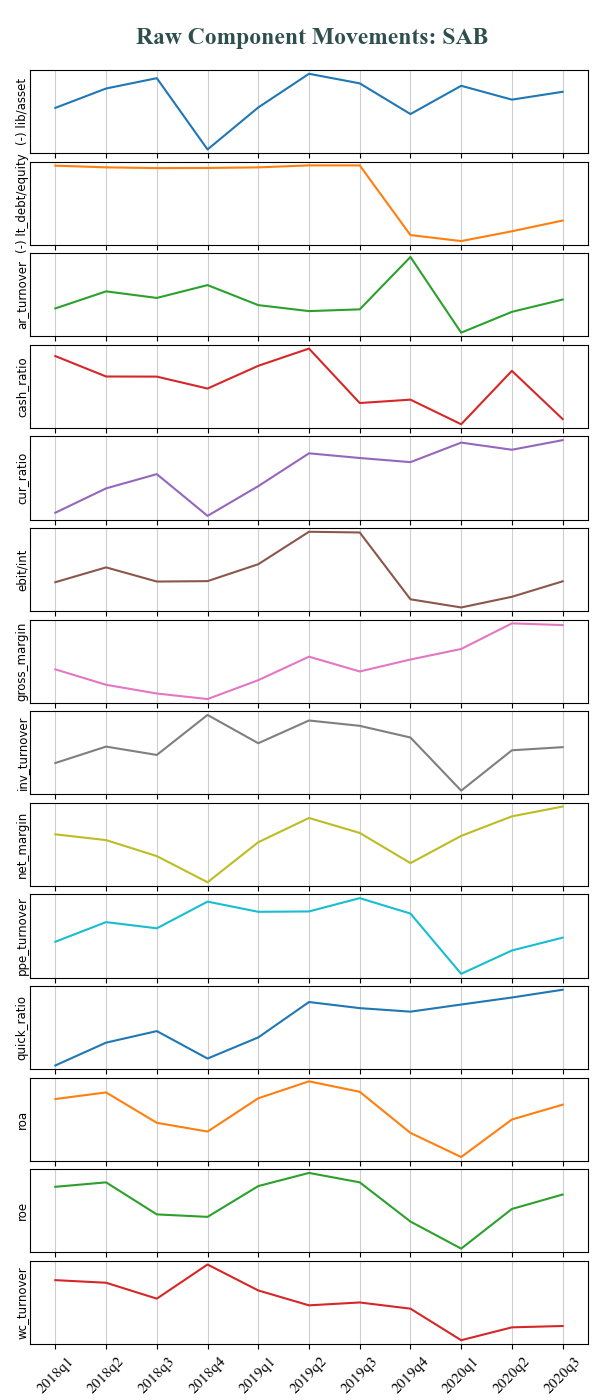 Raw Component Movements: SAB
(-) lib/asset
(-) lt_debt/equity
ar_turnover
cash_ratio
cur_ratio
ebit/int
gross_margin
inv_turnover
net_margin
ppe_turnover
quick_ratio
roa
roe
wc_turnover
2018q1 2018q2 2018q3 2018q4 2019q1 2019q2 2019q3 2019q4 2020q1 2020q2 2020q3